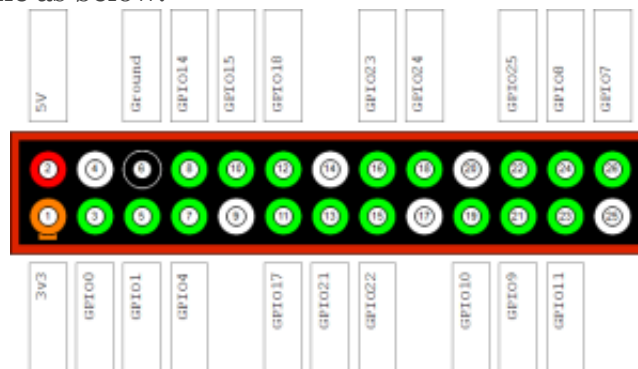 5V
Ground
GPIO14
GPIO15
GPIO18
GPIO23
GPIO24
GPIO25
GPIO8
GPIO7
2 4 6 8 10 12 14 16 18 20 22 24 26
1 3 5 7 9 11 13 15 17 19 21 23 25
3v3
GPIO0
GPIO1
GPIO4
GPIO17
GPIO21
GPIO22
GPIO10
GPIO9
GPIO11